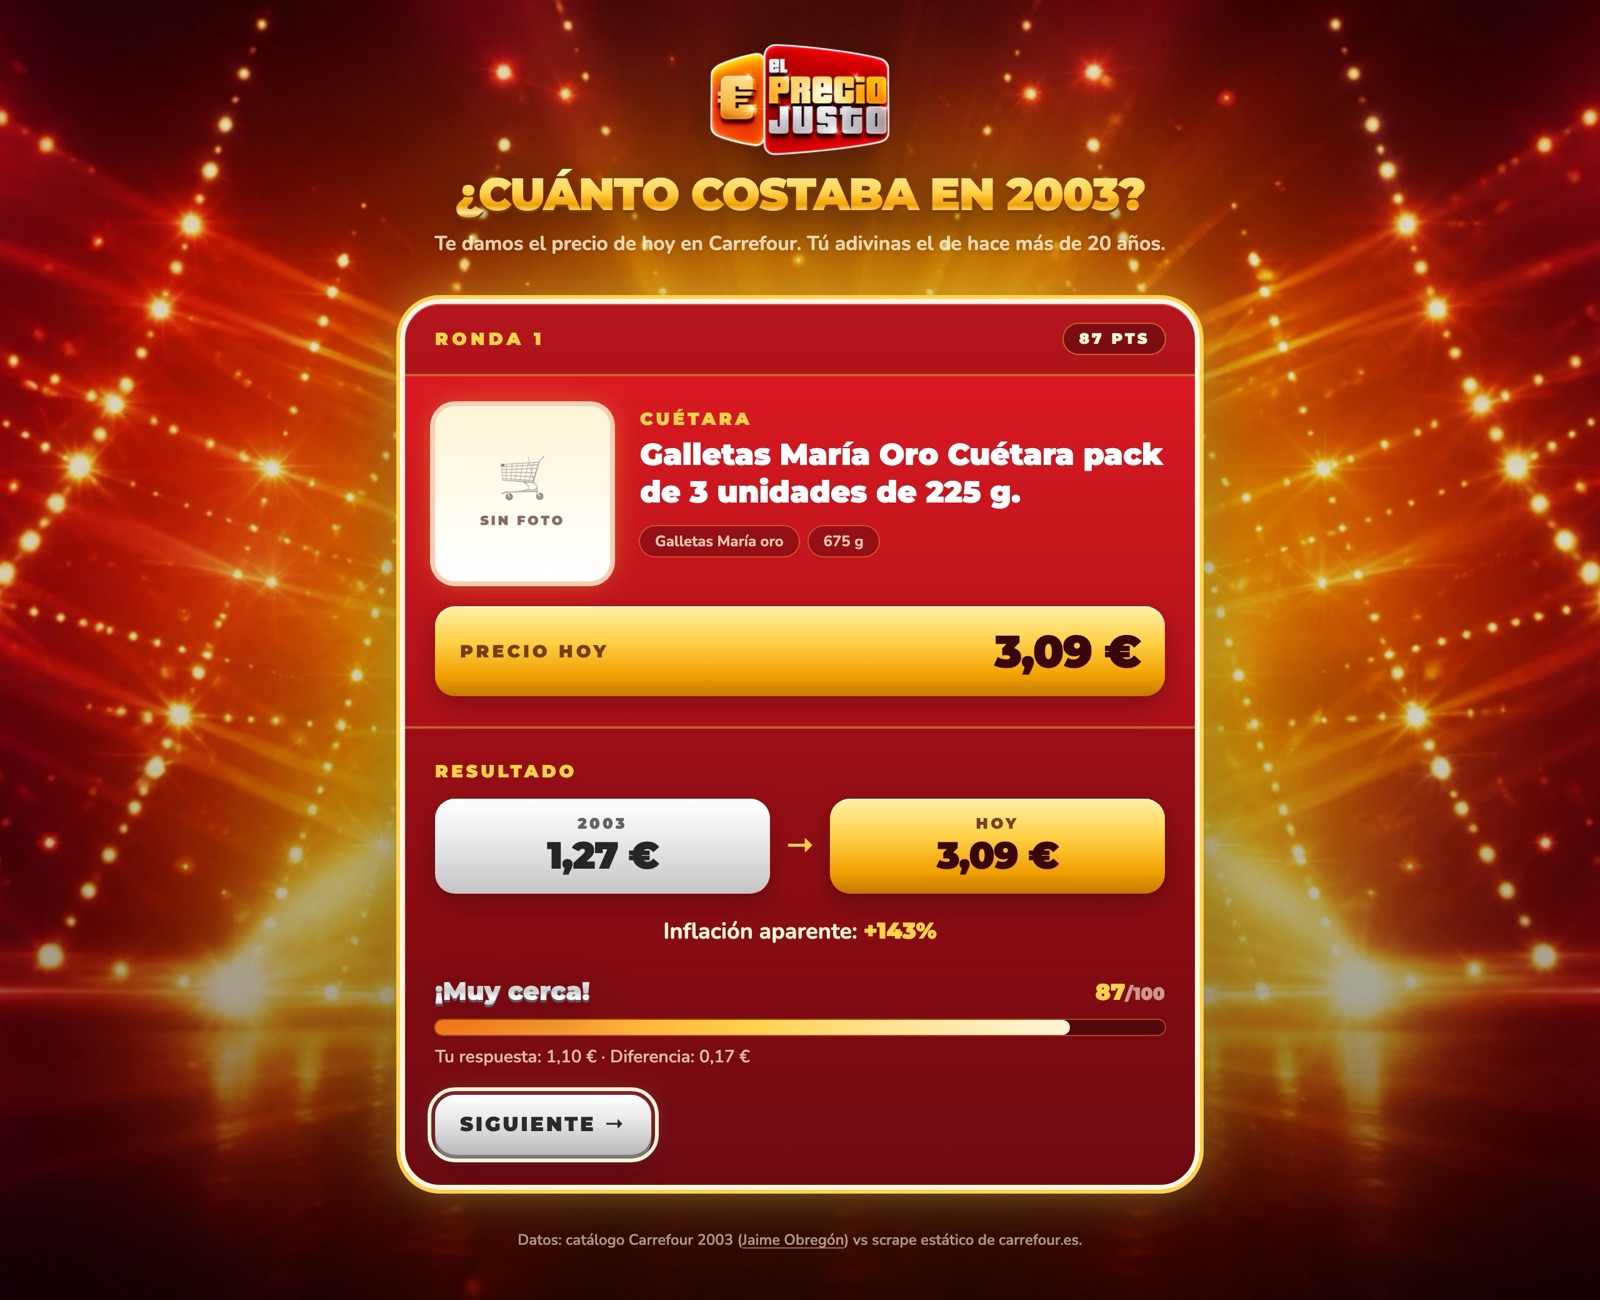 € EL
PRECIO
JUSTO
¿CUÁNTO COSTABA EN 2003?
Te damos el precio de hoy en Carrefour. Tú adivinas el de hace más de 20 años.
RONDA 1
87 PTS
SIN FOTO
CUÉTARA
Galletas María Oro Cuétara pack
de 3 unidades de 225 g.
Galletas María oro
675 g
PRECIO HOY
3,09 €
RESULTADO
2003
1,27 €
→
HOY
3,09 €
Inflación aparente: +143%
¡Muy cerca!
87/100
Tu respuesta: 1,10 € · Diferencia: 0,17 €
SIGUIENTE →
Datos: catálogo Carrefour 2003 (Jaime Obregón) vs scrape estático de carrefour.es.